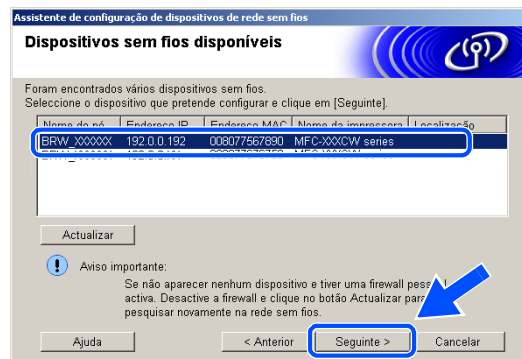 Assistente de configuração de dispositivos de rede sem fios
Dispositivos sem fios disponíveis
Foram encontrados vários dispositivos sem fios.
Seleccione o dispositivo que pretende configurar e clique em [Seguinte].
Nome do nó Endereço IP Endereço MAC Nome da impressora Localização
BRW_XXXXXX 192.0.0.192 008077567890 MFC-XXXCW series
Actualizar
Aviso importante:
Se não aparecer nenhum dispositivo e tiver uma firewall
activa. Desactive a firewall e clique no botão Actualizar para
pesquisar novamente na rede sem fios.
Ajuda < Anterior Seguinte > Cancelar